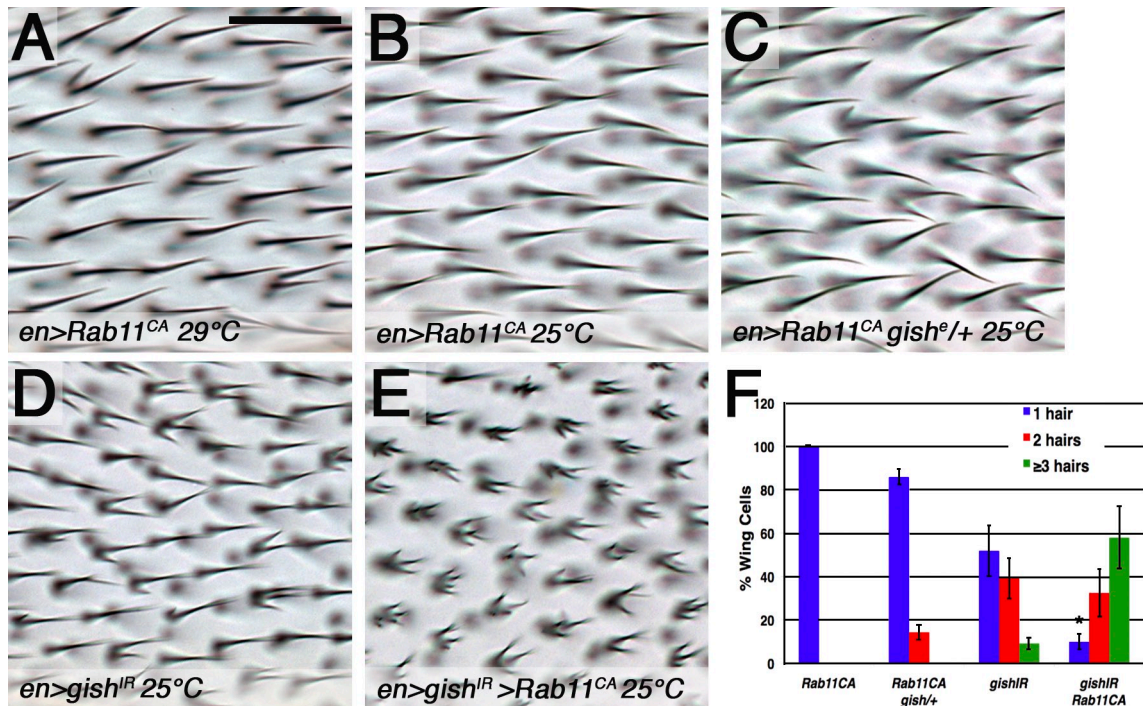 A
B
C
en>Rab11CA 29°C
en>Rab11CA 25°C
en>Rab11CA gishe/+ 25°C
D
E
en>gishIR 25°C
en>gishIR >Rab11CA 25°C
F
120
100
80
60
40
20
0
% Wing Cells
1 hair
2 hairs
≥3 hairs
*
Rab11CA
Rab11CA
gish/+
gishIR
gishIR
Rab11CA